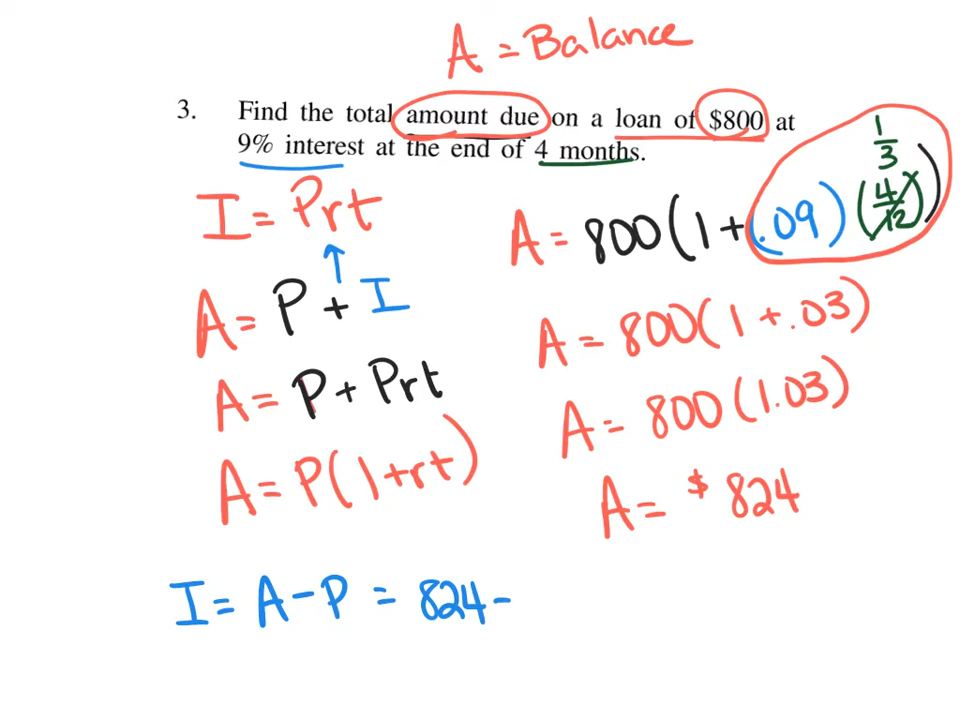 A = Balance
3. Find the total amount due on a loan of $800 at
9% interest at the end of 4 months.
I = Prt
A = P + I
A = P + Prt
A = P(1+rt)
A = 800(1+(.09)(4/12))
1/3
A = 800(1+.03)
A = 800(1.03)
A = $824
I = A - P = 824 -